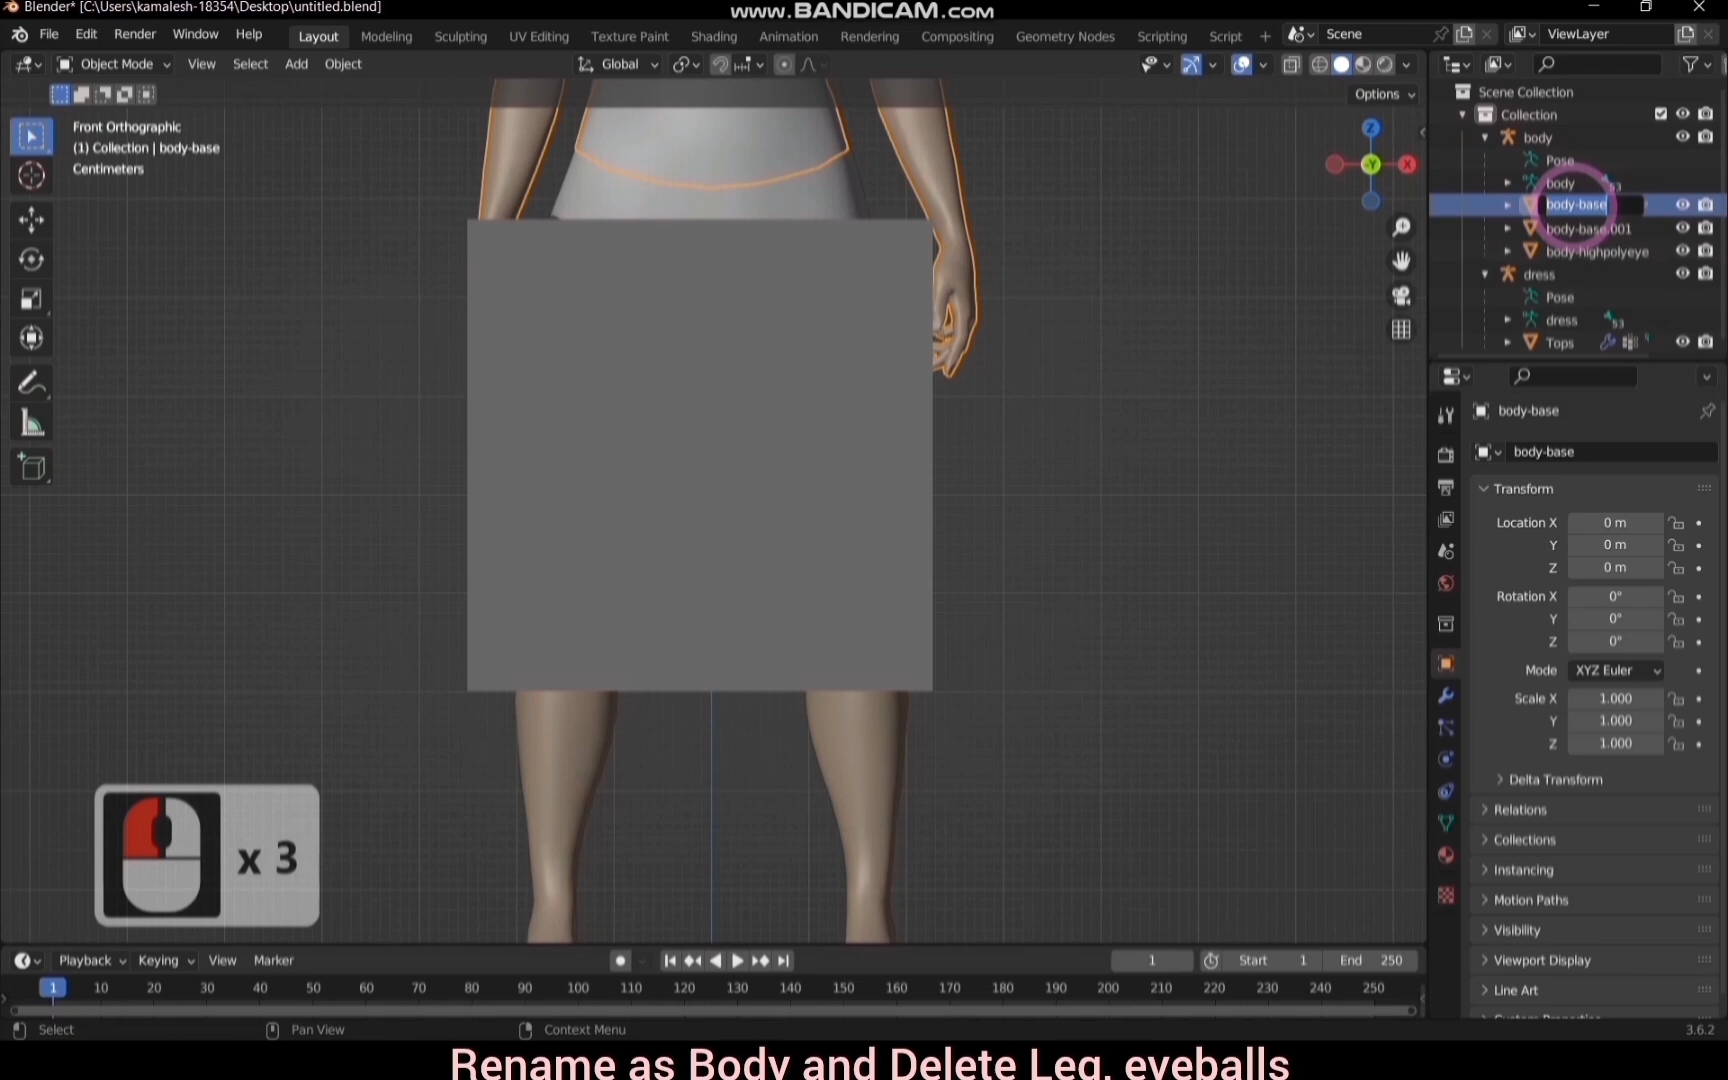 Blender* [C:\Users\kamalesh-18354\Desktop\untitled.blend]
www.BANDICAM.com
File Edit Render Window Help
Layout Modeling Sculpting UV Editing Texture Paint Shading Animation Rendering Compositing Geometry Nodes Scripting Script +
Scene
ViewLayer
Object Mode View Select Add Object
Global
Options
Front Orthographic
(1) Collection | body-base
Centimeters
Z
-Y
X
Scene Collection
Collection
body
Pose
body 53
body-base
body-base.001
body-highpolyeye
dress
Pose
dress 53
Tops
body-base
body-base
Transform
Location X 0 m
Y 0 m
Z 0 m
Rotation X 0°
Y 0°
Z 0°
Mode XYZ Euler
Scale X 1.000
Y 1.000
Z 1.000
Delta Transform
Relations
Collections
Instancing
Motion Paths
Visibility
Viewport Display
Line Art
x 3
Playback Keying View Marker
1 Start 1 End 250
1 10 20 30 40 50 60 70 80 90 100 110 120 130 140 150 160 170 180 190 200 210 220 230 240 250
Select Pan View Context Menu
3.6.2
Rename as Body and Delete Leg, eyeballs